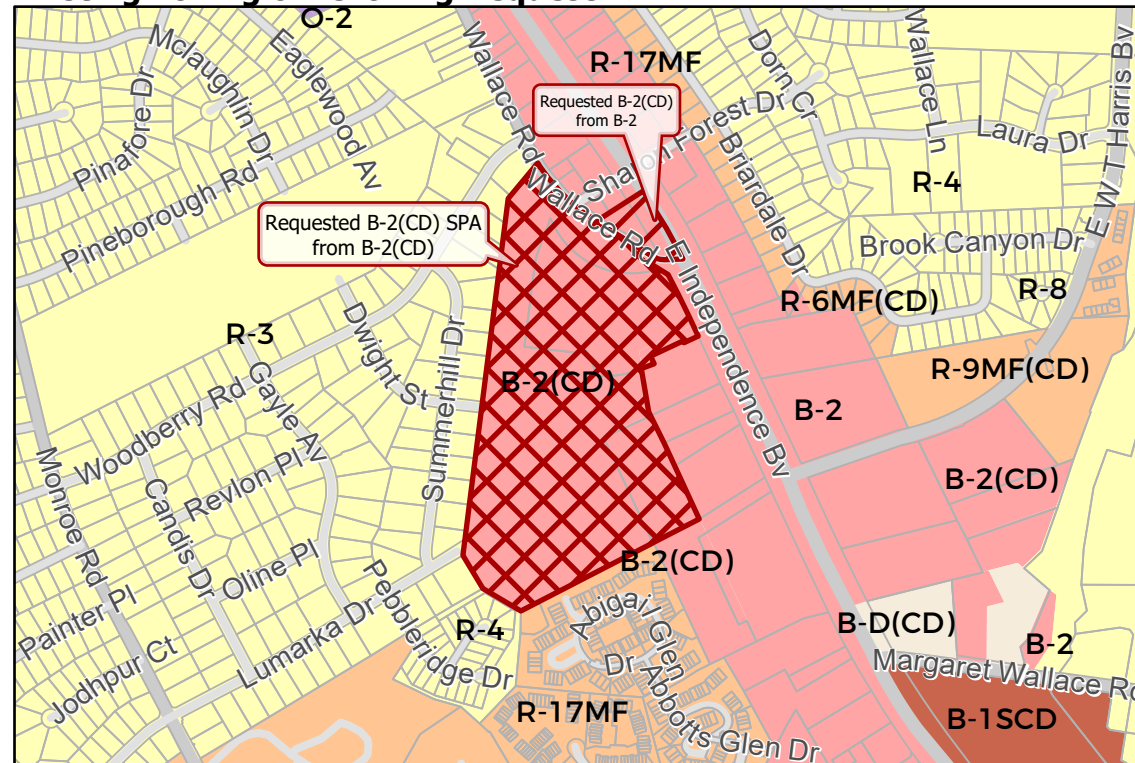 O-2
Mclaughlin Dr
Eaglewood Av
Pinafore Dr
Pineborough Rd
Wallace Rd
R-17MF
Dorn Cr
Wallace Ln
E W T Harris Bv
Requested B-2(CD)
from B-2
Sharon Forest Dr
Laura Dr
Briardale Dr
R-4
Wallace Rd
Requested B-2(CD) SPA
from B-2(CD)
Brook Canyon Dr
E Independence Bv
R-6MF(CD)
R-8
R-3
Dwight St
Summerhill Dr
B-2(CD)
R-9MF(CD)
B-2
Gayle Av
Woodberry Rd
Revlon Pl
Monroe Rd
Candis Dr
B-2(CD)
Oline Pl
B-2(CD)
Painter Pl
Pebbleridge Dr
Lumarka Dr
R-4
Abigail Glen
Dr
B-D(CD)
B-2
Jodhpur Ct
Margaret Wallace Rd
Abbotts Glen Dr
R-17MF
B-1SCD